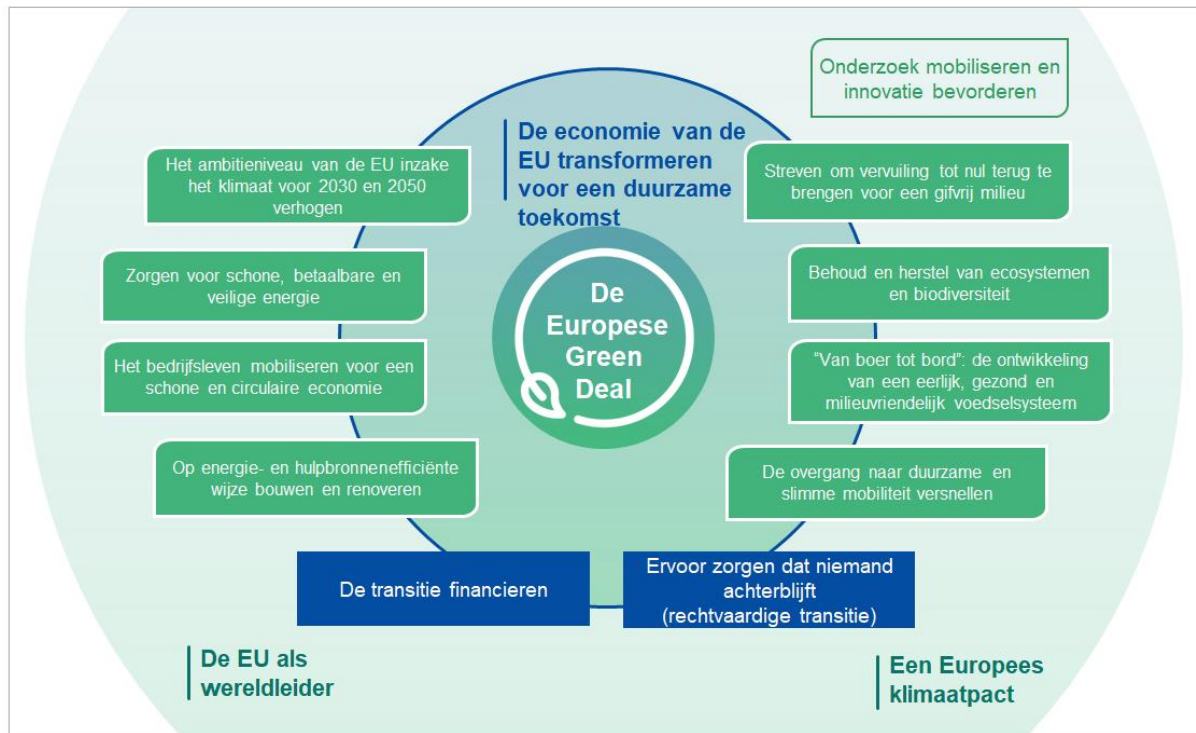 Onderzoek mobiliseren en
innovatie bevorderen
De economie van de
EU transformeren
voor een duurzame
toekomst
Het ambitieniveau van de EU inzake
het klimaat voor 2030 en 2050
verhogen
Zorgen voor schone, betaalbare en
veilige energie
Het bedrijfsleven mobiliseren voor een
schone en circulaire economie
Op energie- en hulpbronnenefficiënte
wijze bouwen en renoveren
De
Europese
Green
Deal
Streven om vervuiling tot nul terug te
brengen voor een gifvrij milieu
Behoud en herstel van ecosystemen
en biodiversiteit
“Van boer tot bord”: de ontwikkeling
van een eerlijk, gezond en
milieuvriendelijk voedselsysteem
De overgang naar duurzame en
slimme mobiliteit versnellen
De transitie financieren
Ervoor zorgen dat niemand
achterblijft
(rechtvaardige transitie)
De EU als
wereldleider
Een Europees
klimaatpact